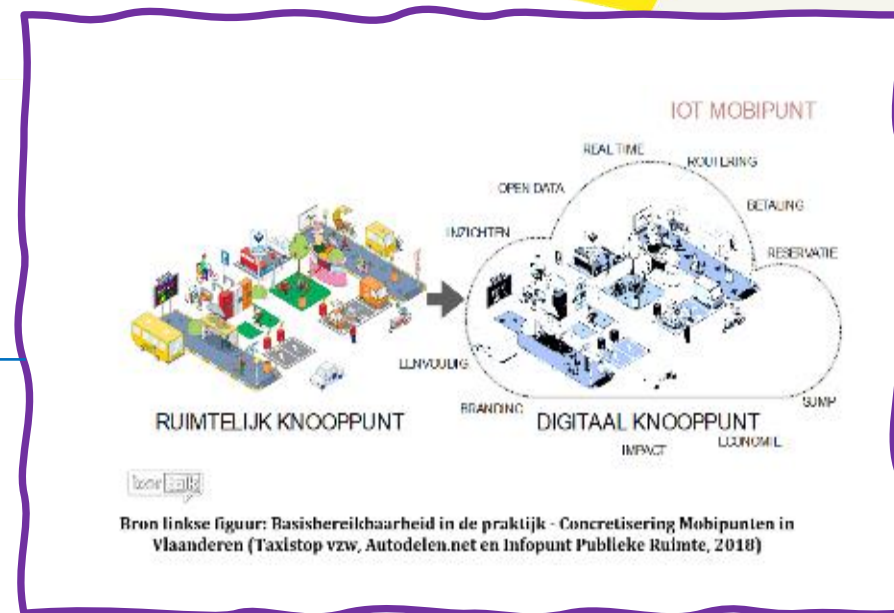 IOT MOBIPUNT
REAL TIME
ROUTERING
OPEN DATA
BETALING
INZICHTEN
RESERVATIE
EENVOUDIG
BRANDING
SUMP
RUIMTELIJK KNOOPPUNT
DIGITAAL KNOOPPUNT
ECONOMIE
IMPACT
Bron linkse figuur: Basisbereikbaarheid in de praktijk - Concretisering Mobipunten in
Vlaanderen (Taxistop vzw, Autodelen.net en Infopunt Publieke Ruimte, 2018)